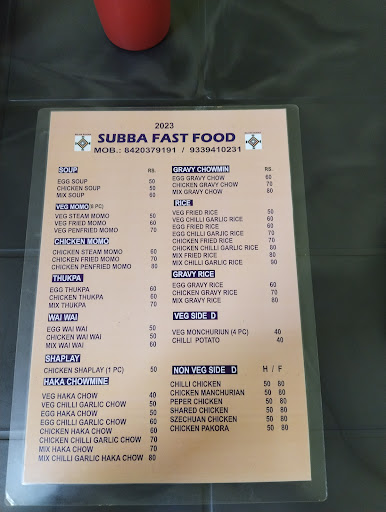 2023
SUBBA FAST FOOD
MOB.: 8420379191 / 9339410231
SOUP RS.
EGG SOUP 50
CHICKEN SOUP 50
MIX SOUP 60
VEG MOMO(6 PC)
VEG STEAM MOMO 50
VEG FRIED MOMO 60
VEG PENFRIED MOMO 70
CHICKEN MOMO
CHICKEN STEAM MOMO 60
CHICKEN FRIED MOMO 70
CHICKEN PENFRIED MOMO 70
THUKPA
EGG THUKPA 60
CHICKEN THUKPA 60
MIX THUKPA 70
WAI WAI
EGG WAI WAI 50
CHICKEN WAI WAI 50
MIX WAI WAI 60
SHAPLAY
CHICKEN SHAPLAY (1 PC) 50
HAKA CHOWMINE
VEG HAKA CHOW 40
VEG CHILLI GARLIC CHOW 50
EGG HAKA CHOW 50
EGG CHILLI GARLIC CHOW 60
CHICKEN HAKA CHOW 60
CHICKEN CHILLI GARLIC CHOW 70
MIX HAKA CHOW 70
MIX CHILLI GARLIC HAKA CHOW 80
GRAVY CHOWMIN RS.
EGG GRAVY CHOW 60
CHICKEN GRAVY CHOW 70
MIX GRAVY CHOW 80
RICE
VEG FRIED RICE 50
VEG CHILLI GARLIC RICE 60
EGG FRIED RICE 60
EGG CHILLI GARJIC RICE 70
CHICKEN FRIED RICE 70
CHICKEN CHILLI GARLIC RICE 80
MIX FRIED RICE 80
MIX CHILLI GARLIC RICE 90
GRAVY RICE
EGG GRAVY RICE 60
CHICKEN GRAVY RICE 70
MIX GRAVY RICE 80
VEG SIDE D
VEG MONCHURIUN (4 PC) 40
CHILLI POTATO 40
NON VEG SIDE D H / F
CHILLI CHICKEN 50 80
CHICKEN MANCHURIAN 50 80
PEPER CHICKEN 50 80
SHARED CHICKEN 50 80
SZECHUAN CHICKEN 50 80
CHICKEN PAKORA 50 80